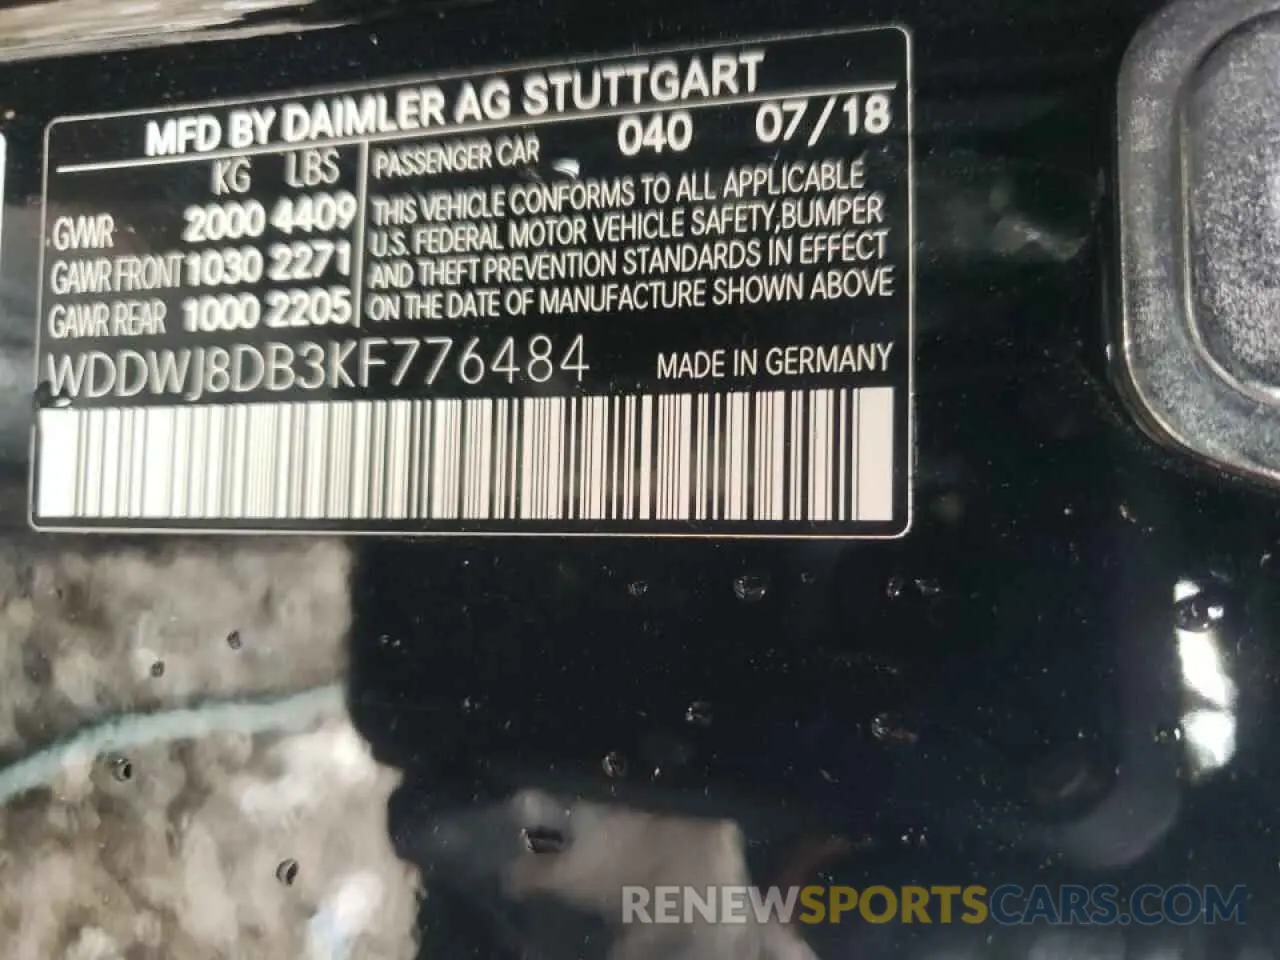 MFD BY DAIMLER AG STUTTGART
KG LBS
GVWR 2000 4409
GAWR FRONT 1030 2271
GAWR REAR 1000 2205
PASSENGER CAR 040 07/18
THIS VEHICLE CONFORMS TO ALL APPLICABLE
U.S. FEDERAL MOTOR VEHICLE SAFETY,BUMPER
AND THEFT PREVENTION STANDARDS IN EFFECT
ON THE DATE OF MANUFACTURE SHOWN ABOVE
WDDWJ8DB3KF776484 MADE IN GERMANY
RENEWSPORTSCARS.COM